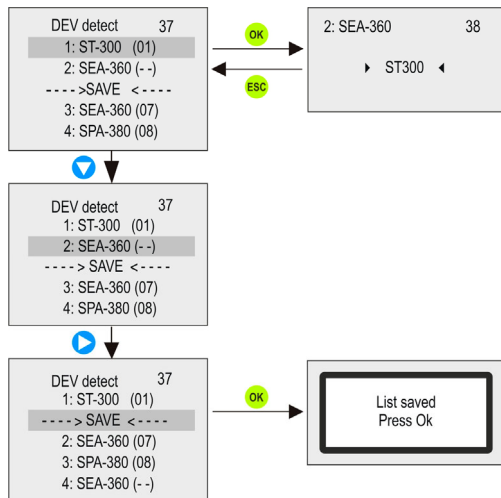 DEV detect 37
1: ST-300 (01)
2: SEA-360 (- -)
- - - - >SAVE < - - - -
3: SEA-360 (07)
4: SPA-380 (08)
OK
ESC
2: SEA-360 38
ST300
DEV detect 37
1: ST-300 (01)
2: SEA-360 (- -)
- - - - > SAVE < - - - -
3: SEA-360 (07)
4: SPA-380 (08)
DEV detect 37
1: ST-300 (01)
- - - - > SAVE < - - - -
2: SEA-360 (07)
3: SPA-380 (08)
4: SEA-360 (- -)
OK
List saved
Press Ok